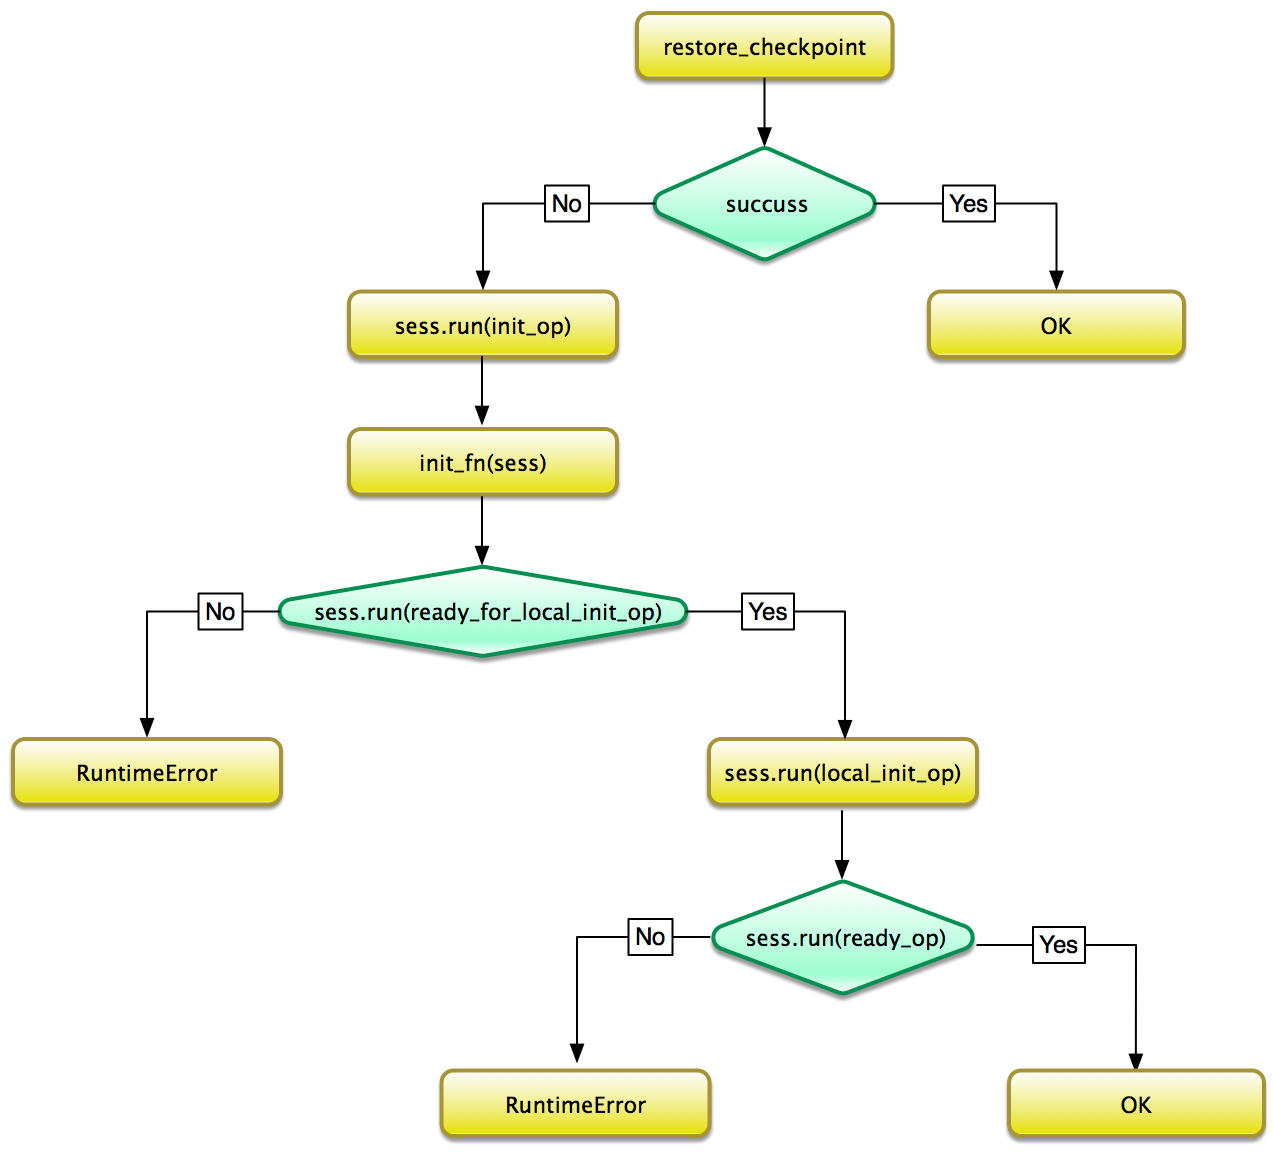 restore_checkpoint
succuss
No
Yes
sess.run(init_op)
OK
init_fn(sess)
sess.run(ready_for_local_init_op)
No
Yes
RuntimeError
sess.run(local_init_op)
sess.run(ready_op)
No
Yes
RuntimeError
OK